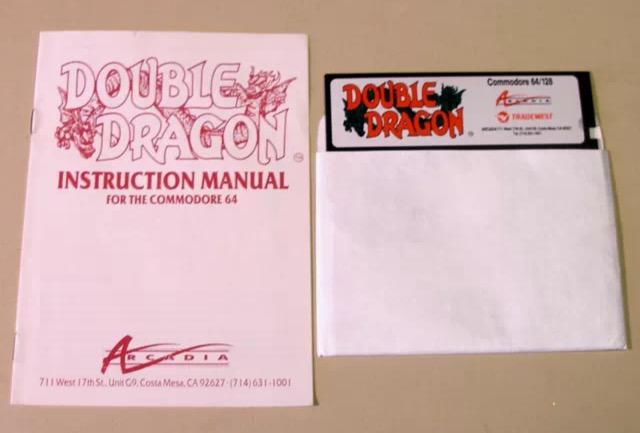 DOUBLE
DRAGON
INSTRUCTION MANUAL
FOR THE COMMODORE 64
ARCADIA
711 West 17th St., Unit G9, Costa Mesa, CA 92627 · (714) 631-1001
DOUBLE
DRAGON
Commodore 64/128
ARCADIA
TRADEWEST